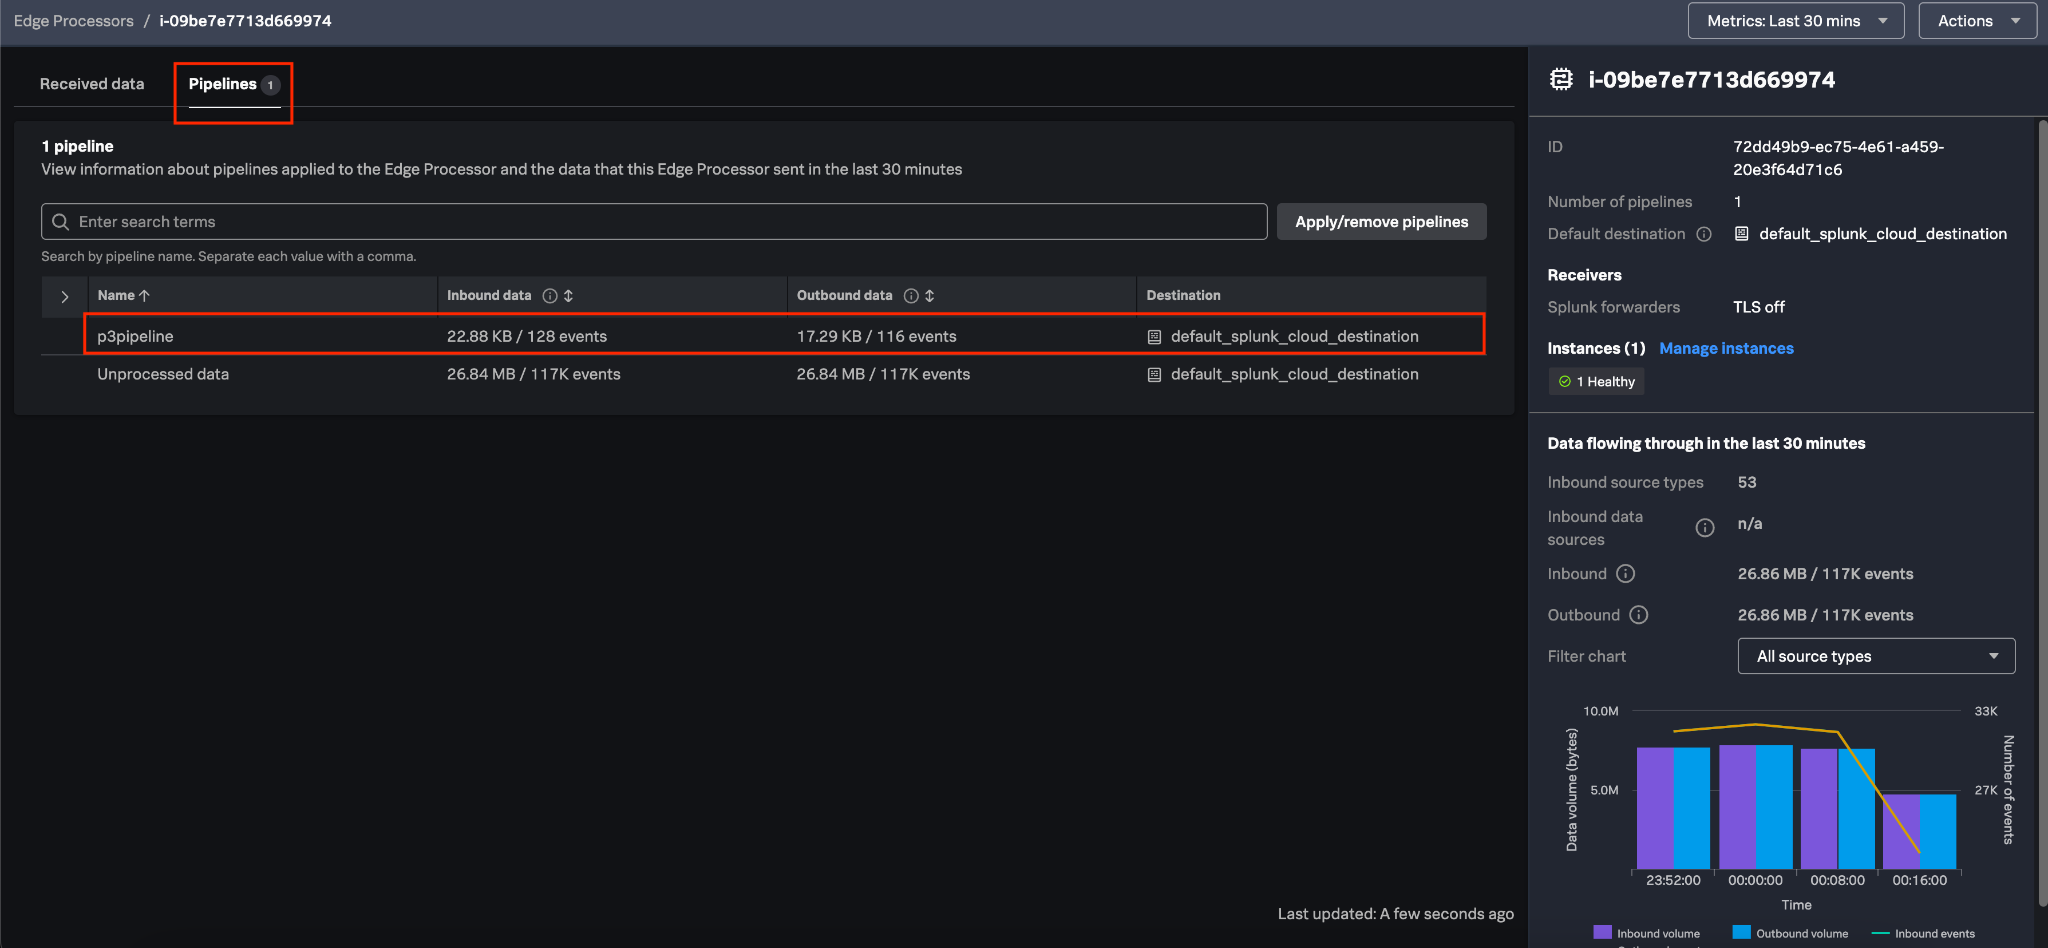 Edge Processors / i-09be7e7713d669974
Metrics: Last 30 mins
Actions
Received data
Pipelines 1
1 pipeline
View information about pipelines applied to the Edge Processor and the data that this Edge Processor sent in the last 30 minutes
Enter search terms
Apply/remove pipelines
Search by pipeline name. Separate each value with a comma.
Name Inbound data Outbound data Destination
p3pipeline 22.88 KB / 128 events 17.29 KB / 116 events default_splunk_cloud_destination
Unprocessed data 26.84 MB / 117K events 26.84 MB / 117K events default_splunk_cloud_destination
Last updated: A few seconds ago
i-09be7e7713d669974
ID 72dd49b9-ec75-4e61-a459-
20e3f64d71c6
Number of pipelines 1
Default destination default_splunk_cloud_destination
Receivers
Splunk forwarders TLS off
Instances (1) Manage instances
1 Healthy
Data flowing through in the last 30 minutes
Inbound source types 53
Inbound data
sources
n/a
Inbound 26.86 MB / 117K events
Outbound 26.86 MB / 117K events
Filter chart All source types
10.0M 33K
5.0M 27K
Data volume (bytes)
Number of events
23:52:00 00:00:00 00:08:00 00:16:00
Time
Inbound volume Outbound volume Inbound events